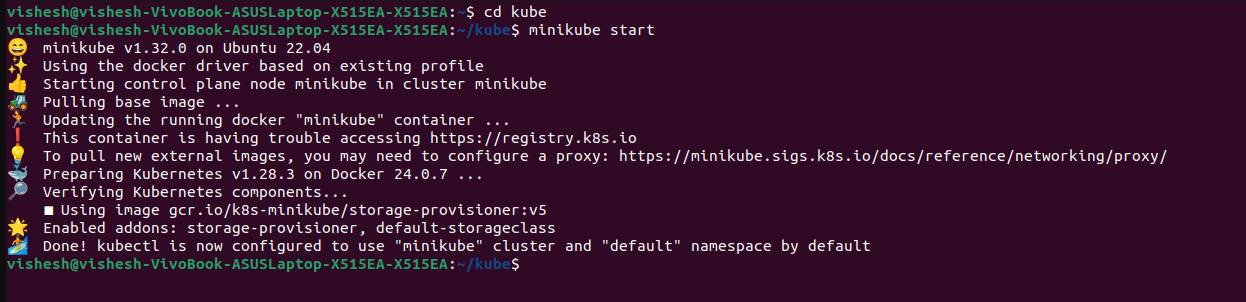 vishesh@vishesh-VivoBook-ASUSLaptop-X515EA-X515EA:~$ cd kube
vishesh@vishesh-VivoBook-ASUSLaptop-X515EA-X515EA:~/kube$ minikube start
😄 minikube v1.32.0 on Ubuntu 22.04
✨ Using the docker driver based on existing profile
👍 Starting control plane node minikube in cluster minikube
🚜 Pulling base image ...
🏃 Updating the running docker "minikube" container ...
❗ This container is having trouble accessing https://registry.k8s.io
💡 To pull new external images, you may need to configure a proxy: https://minikube.sigs.k8s.io/docs/reference/networking/proxy/
🐳 Preparing Kubernetes v1.28.3 on Docker 24.0.7 ...
🔎 Verifying Kubernetes components...
■ Using image gcr.io/k8s-minikube/storage-provisioner:v5
🌟 Enabled addons: storage-provisioner, default-storageclass
🏄 Done! kubectl is now configured to use "minikube" cluster and "default" namespace by default
vishesh@vishesh-VivoBook-ASUSLaptop-X515EA-X515EA:~/kube$